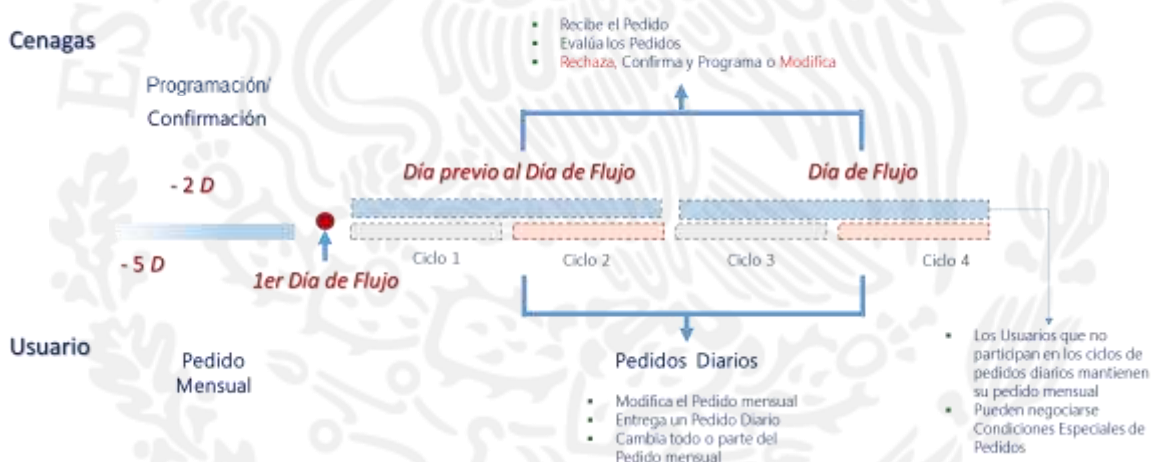 Cenagas
Recibe el Pedido
Evalúa los Pedidos
Rechaza, Confirma y Programa o Modifica
Programación/
Confirmación
Día previo al Día de Flujo
Día de Flujo
- 2 D
- 5 D
1er Día de Flujo
Ciclo 1
Ciclo 2
Ciclo 3
Ciclo 4
Usuario
Pedido
Mensual
Pedidos Diarios
Modifica el Pedido mensual
Entrega un Pedido Diario
Cambia todo o parte del
Pedido mensual
Los Usuarios que no
participan en los ciclos de
pedidos diarios mantienen
su pedido mensual
Pueden negociarse
Condiciones Especiales de
Pedidos
ES
OS